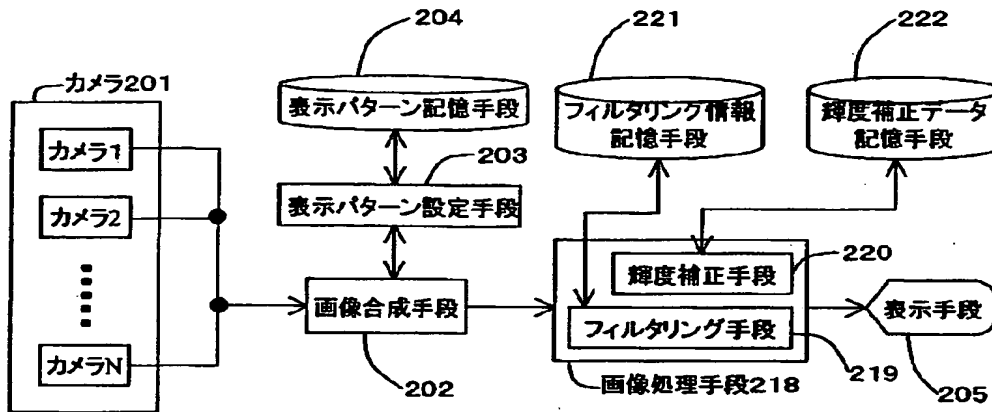 204
221
222
カメラ201
表示パターン記憶手段
フィルタリング情報
記憶手段
輝度補正データ
記憶手段
カメラ1
203
カメラ2
表示パターン設定手段
220
輝度補正手段
画像合成手段
フィルタリング手段
表示手段
カメラN
202
画像処理手段218
219
205